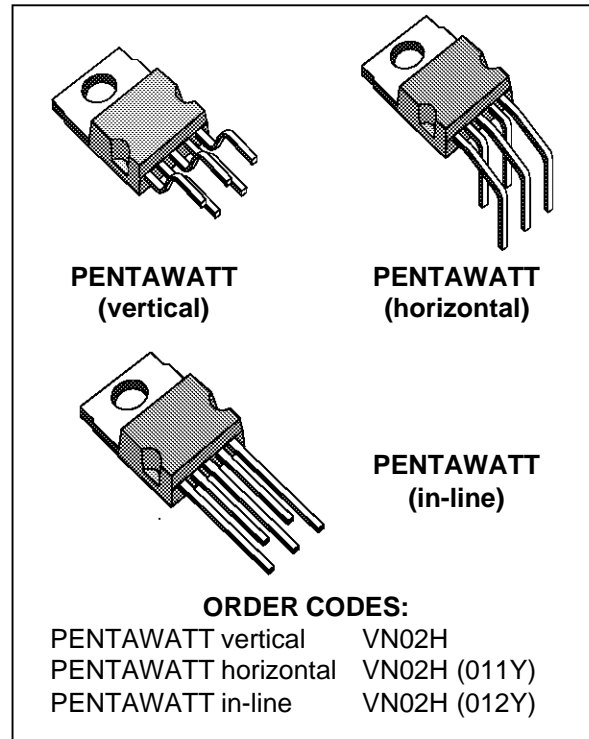 PENTAWATT
(vertical)
PENTAWATT
(horizontal)
PENTAWATT
(in-line)
ORDER CODES:
PENTAWATT vertical VN02H
PENTAWATT horizontal VN02H (011Y)
PENTAWATT in-line VN02H (012Y)